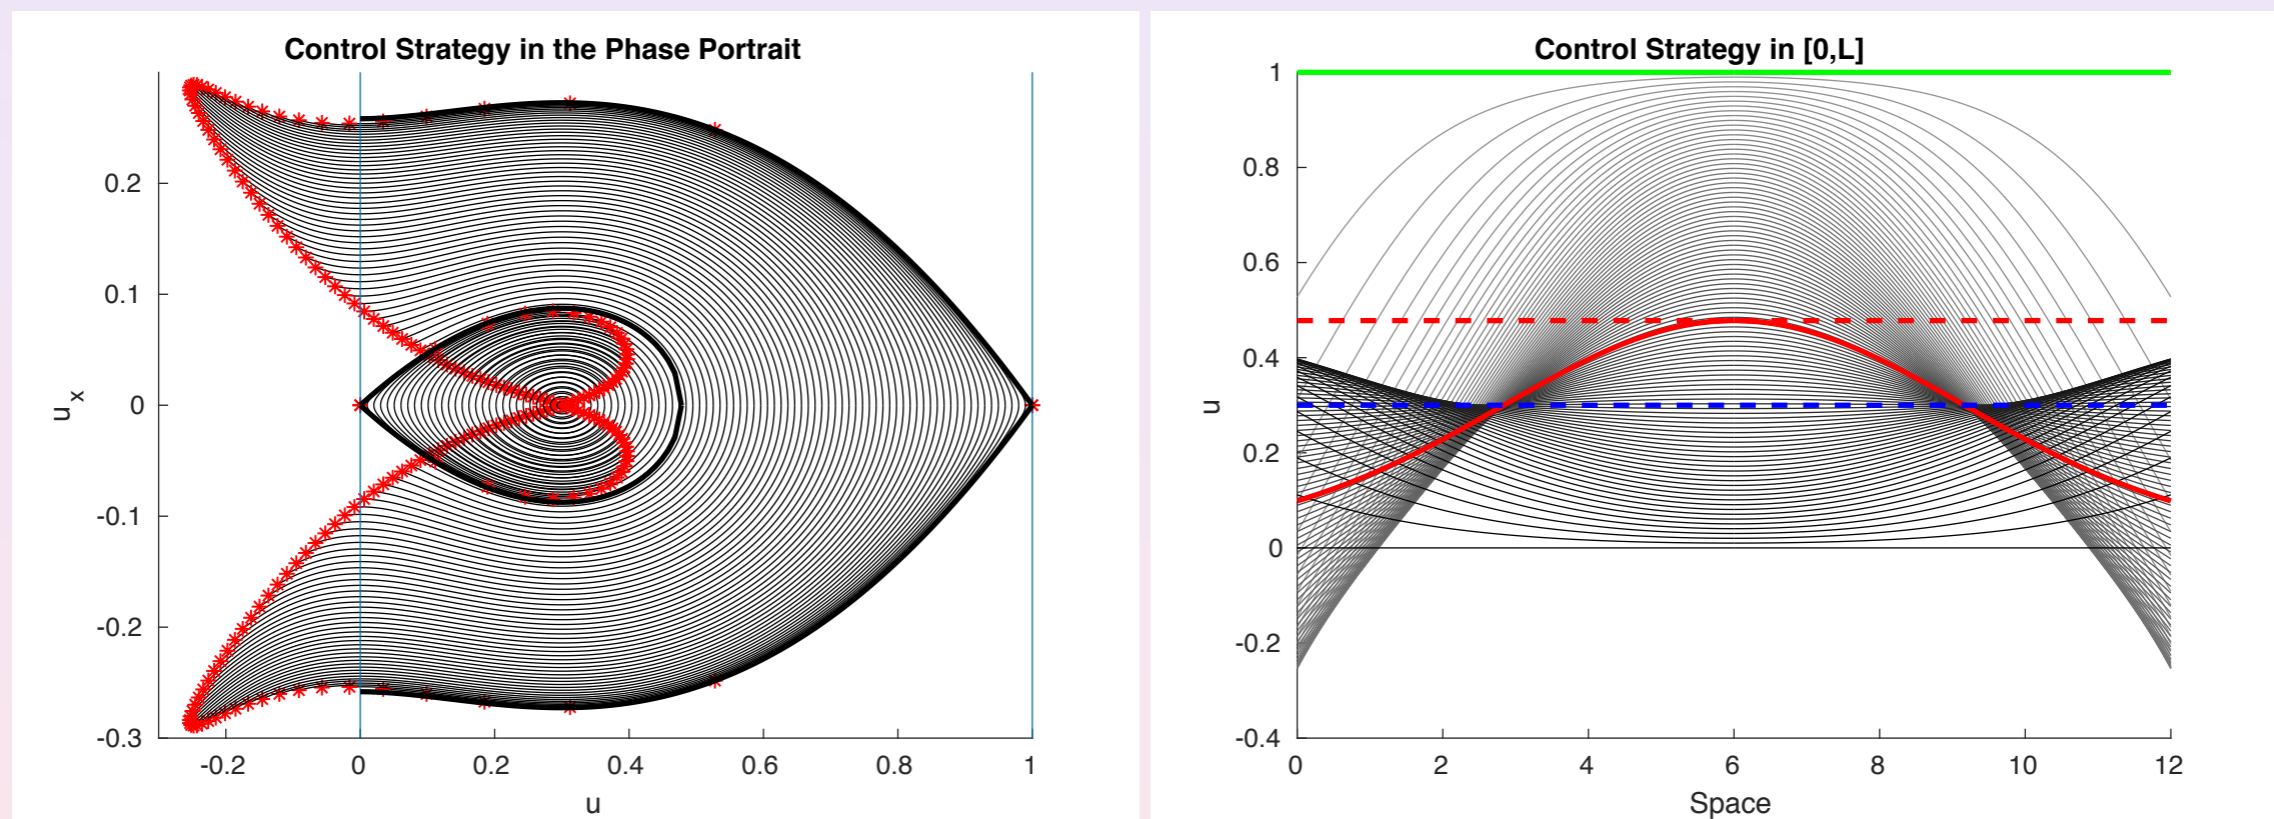 Control Strategy in the Phase Portrait
0.2
0.1
0
-0.1
-0.2
-0.3
u_x
-0.2 0 0.2 0.4 0.6 0.8 1
u
Control Strategy in [0,L]
1
0.8
0.6
0.4
0.2
0
-0.2
-0.4
u
0 2 4 6 8 10 12
Space